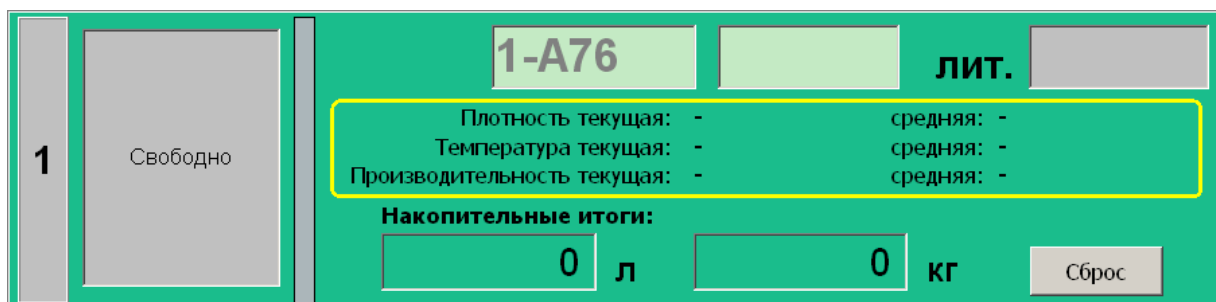 1
Свободно
1-А76
лит.
Плотность текущая: - средняя: -
Температура текущая: - средняя: -
Производительность текущая: - средняя: -
Накопительные итоги:
0 л 0 кг
Сброс